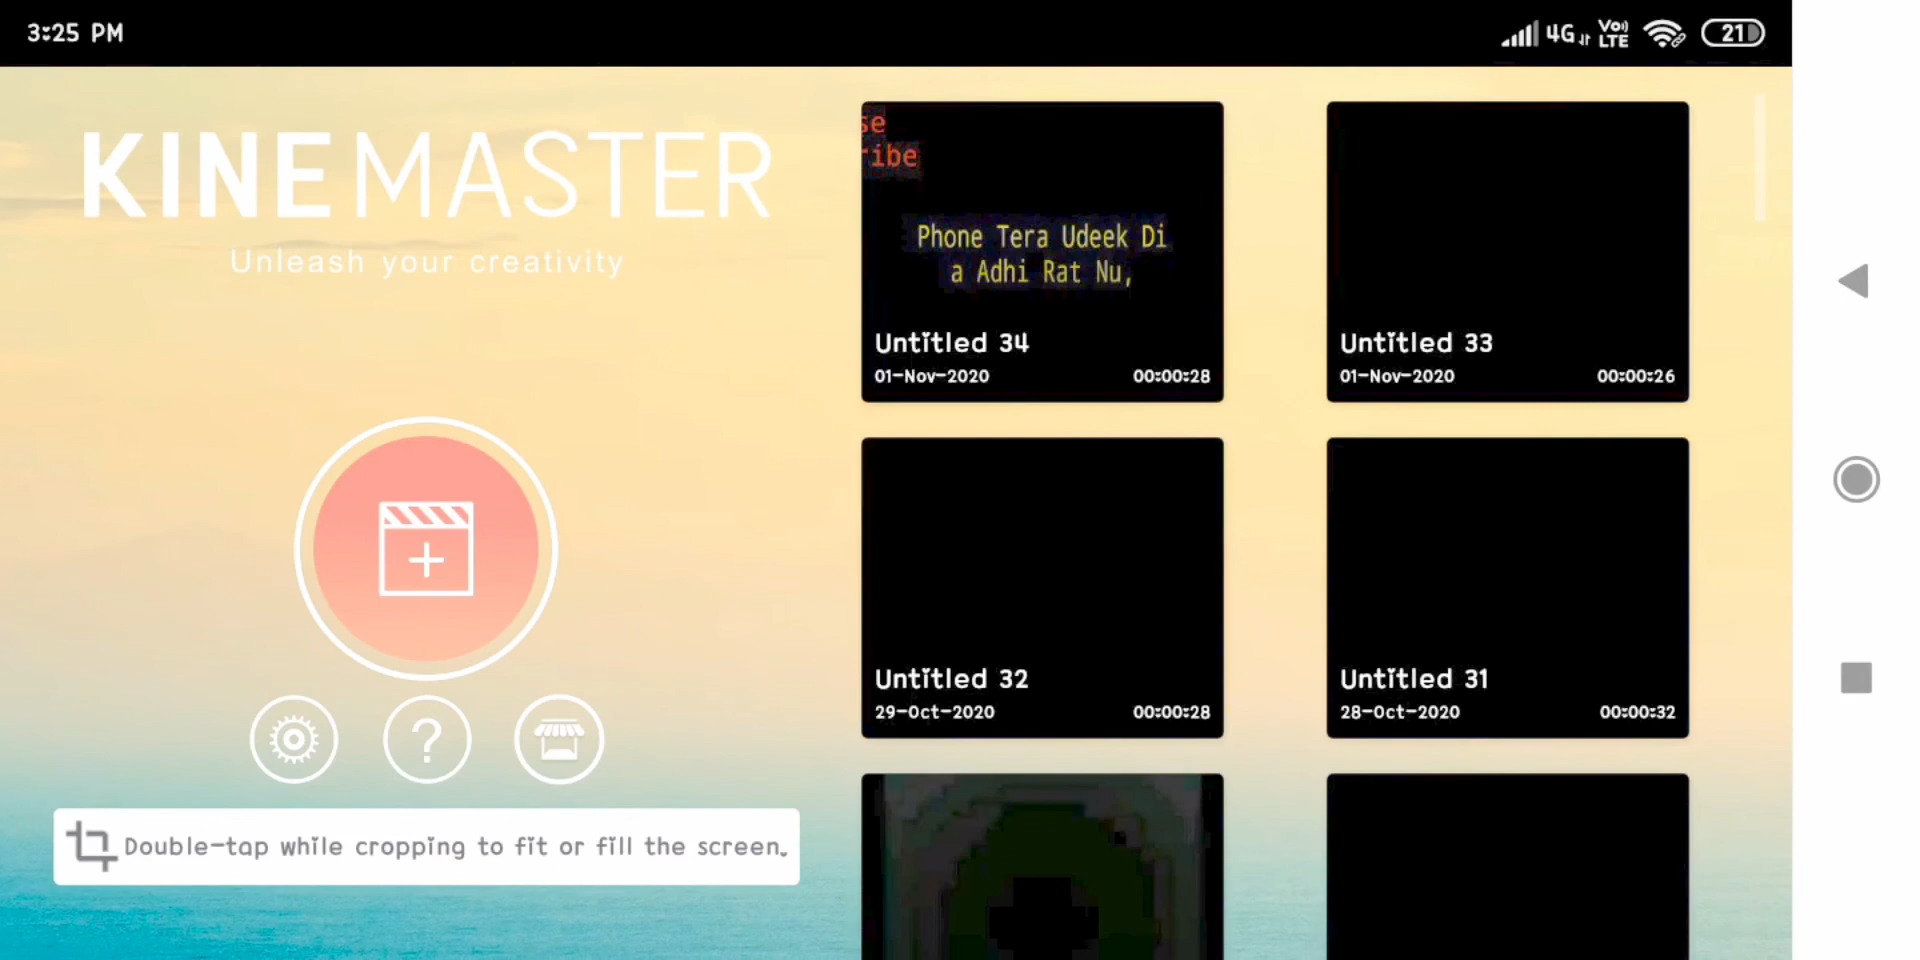 3:25 PM
4G
Vo))
LTE
21
KINEMASTER
Unleash your creativity
Double-tap while cropping to fit or fill the screen.
se
ribe
Phone Tera Udeek Di
a Adhi Rat Nu,
Untitled 34
01-Nov-2020
00:00:28
Untitled 33
01-Nov-2020
00:00:26
Untitled 32
29-Oct-2020
00:00:28
Untitled 31
28-Oct-2020
00:00:32